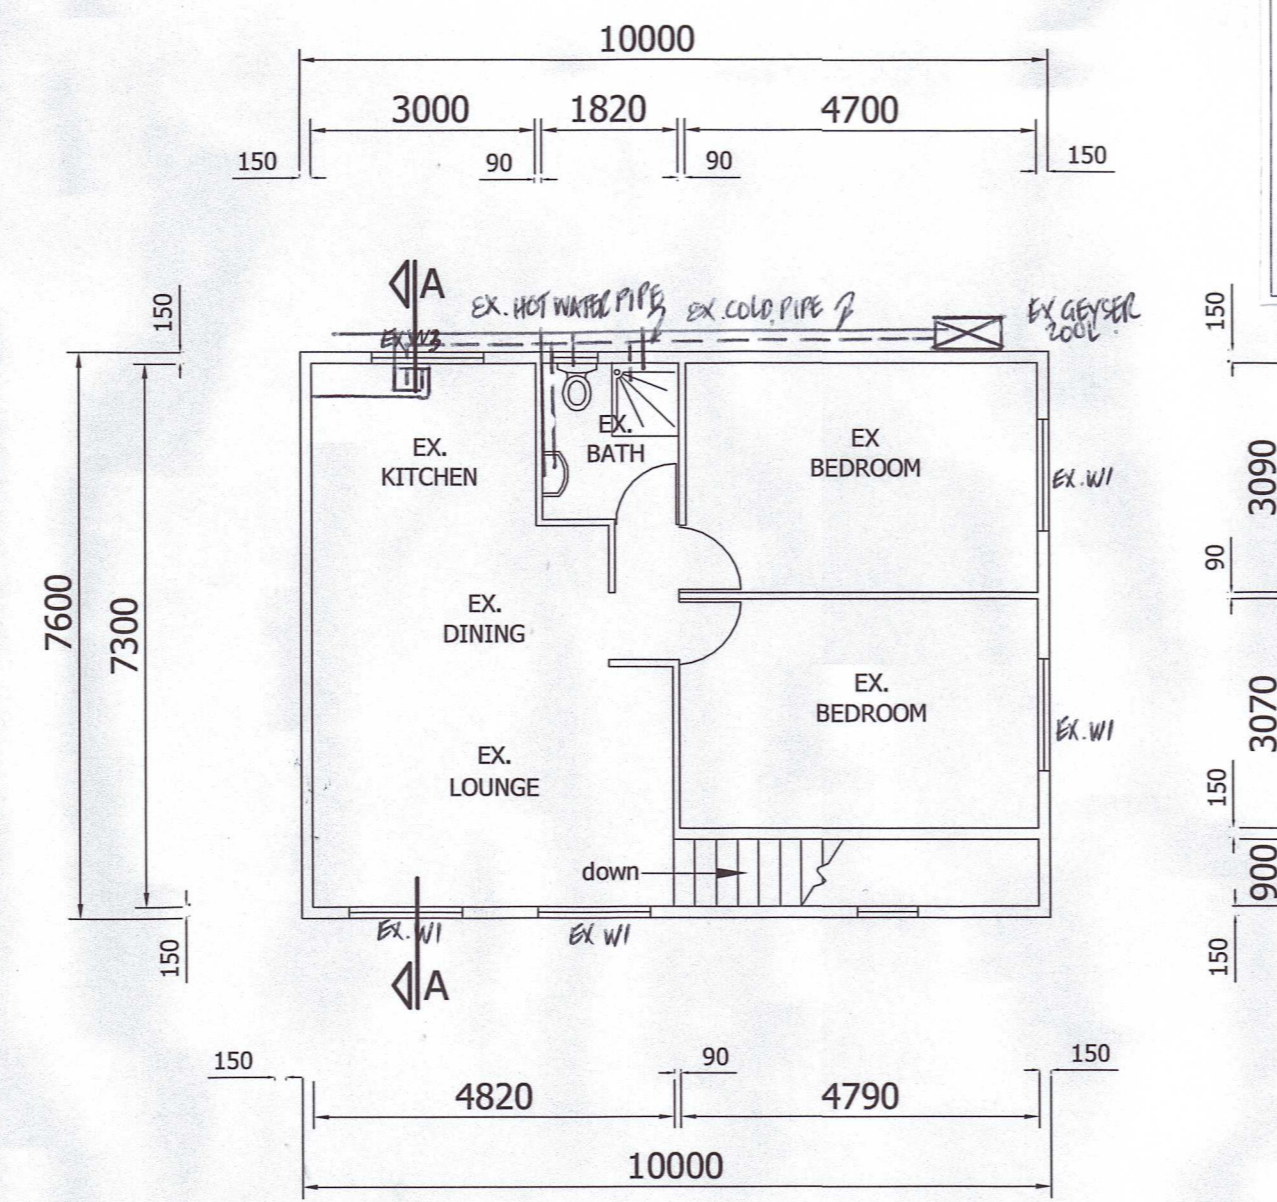 10000
3000 1820 4700
150 90 90 150
A
EX. HOT WATER PIPE
EX. COLD PIPE
EX GEYSER
200L
150
150
EX W3
EX.
KITCHEN
EX.
BATH
EX
BEDROOM
EX. W1
3090
7600
7300
90
EX.
DINING
EX.
BEDROOM
EX. W1
3070
EX.
LOUNGE
150
down
900
EX. W1
EX W1
150
150
A
150 90 150
4820 4790
10000